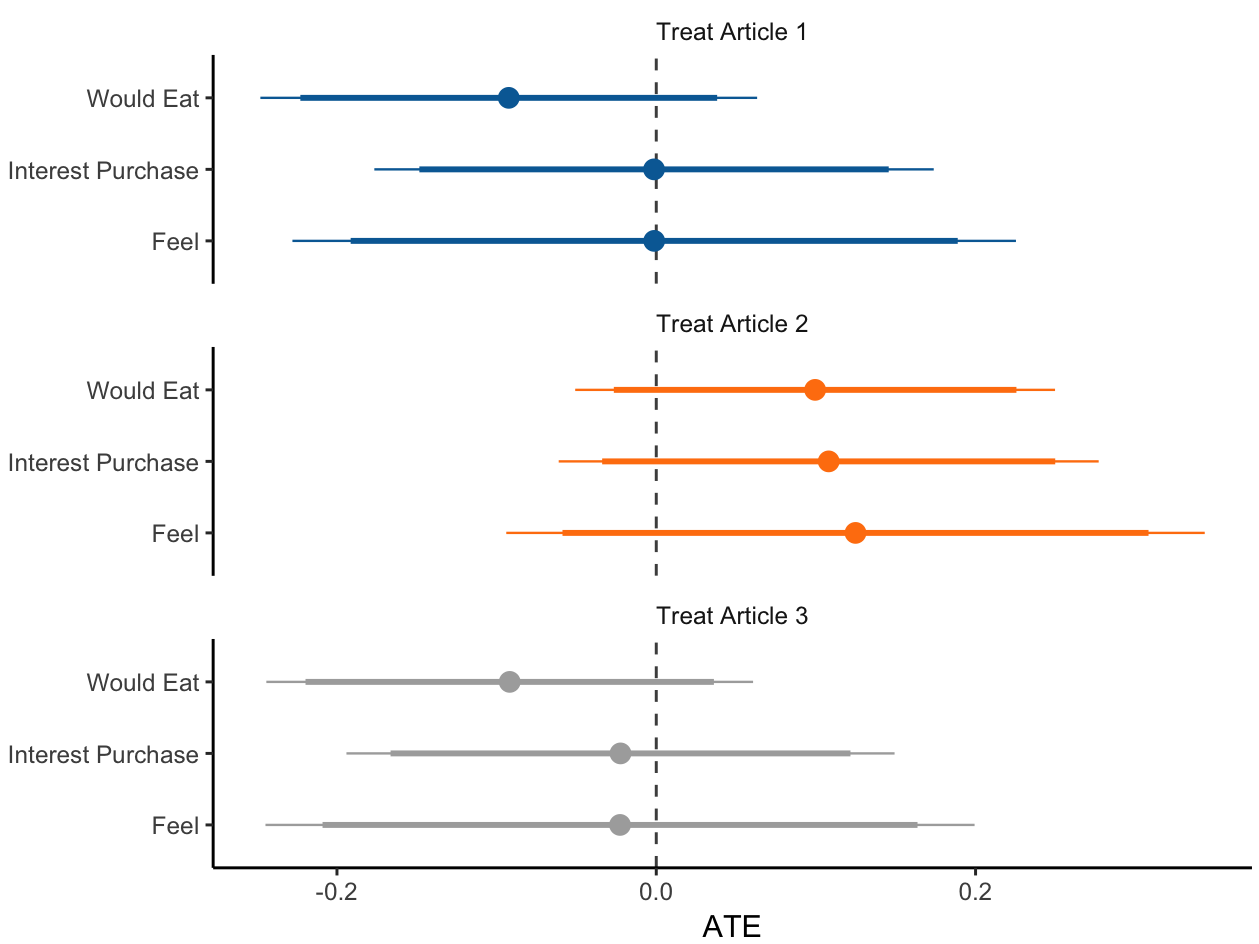 Treat Article 1
Would Eat
Interest Purchase
Feel
Treat Article 2
Would Eat
Interest Purchase
Feel
Treat Article 3
Would Eat
Interest Purchase
Feel
-0.2 0.0 0.2
ATE